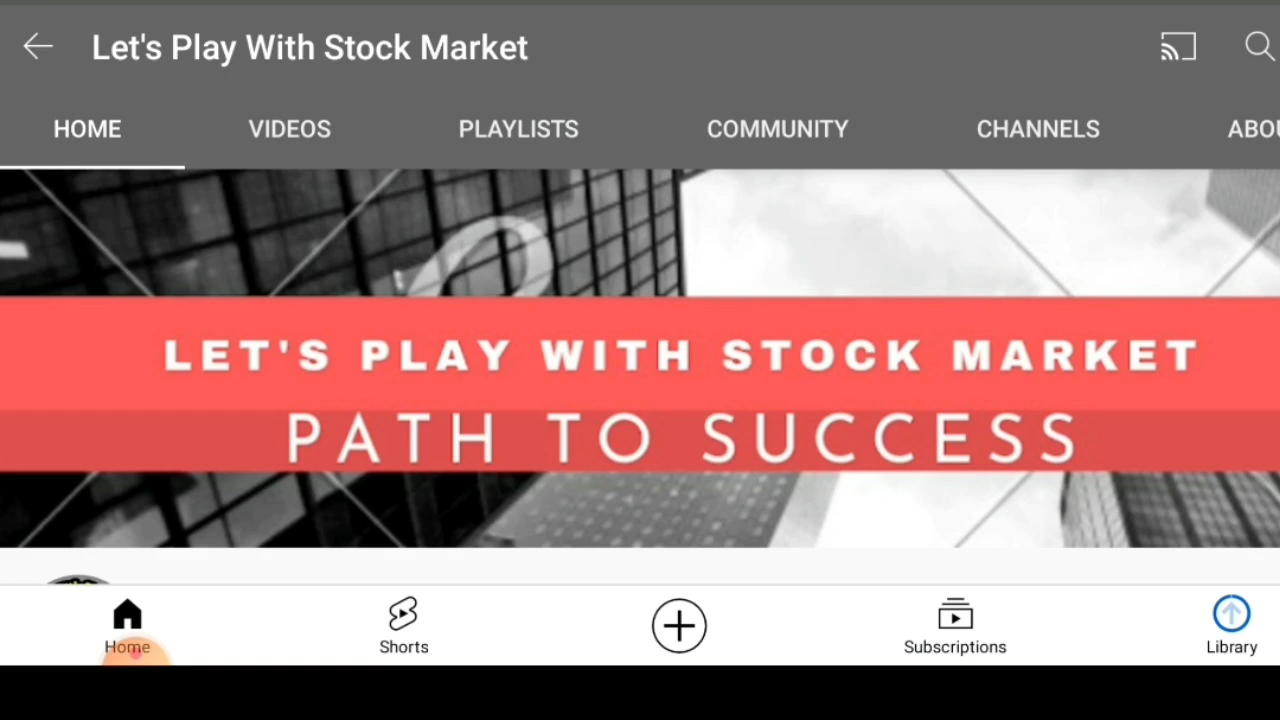 Let's Play With Stock Market
HOME VIDEOS PLAYLISTS COMMUNITY CHANNELS ABOU
LET'S PLAY WITH STOCK MARKET
PATH TO SUCCESS
Home Shorts Subscriptions Library